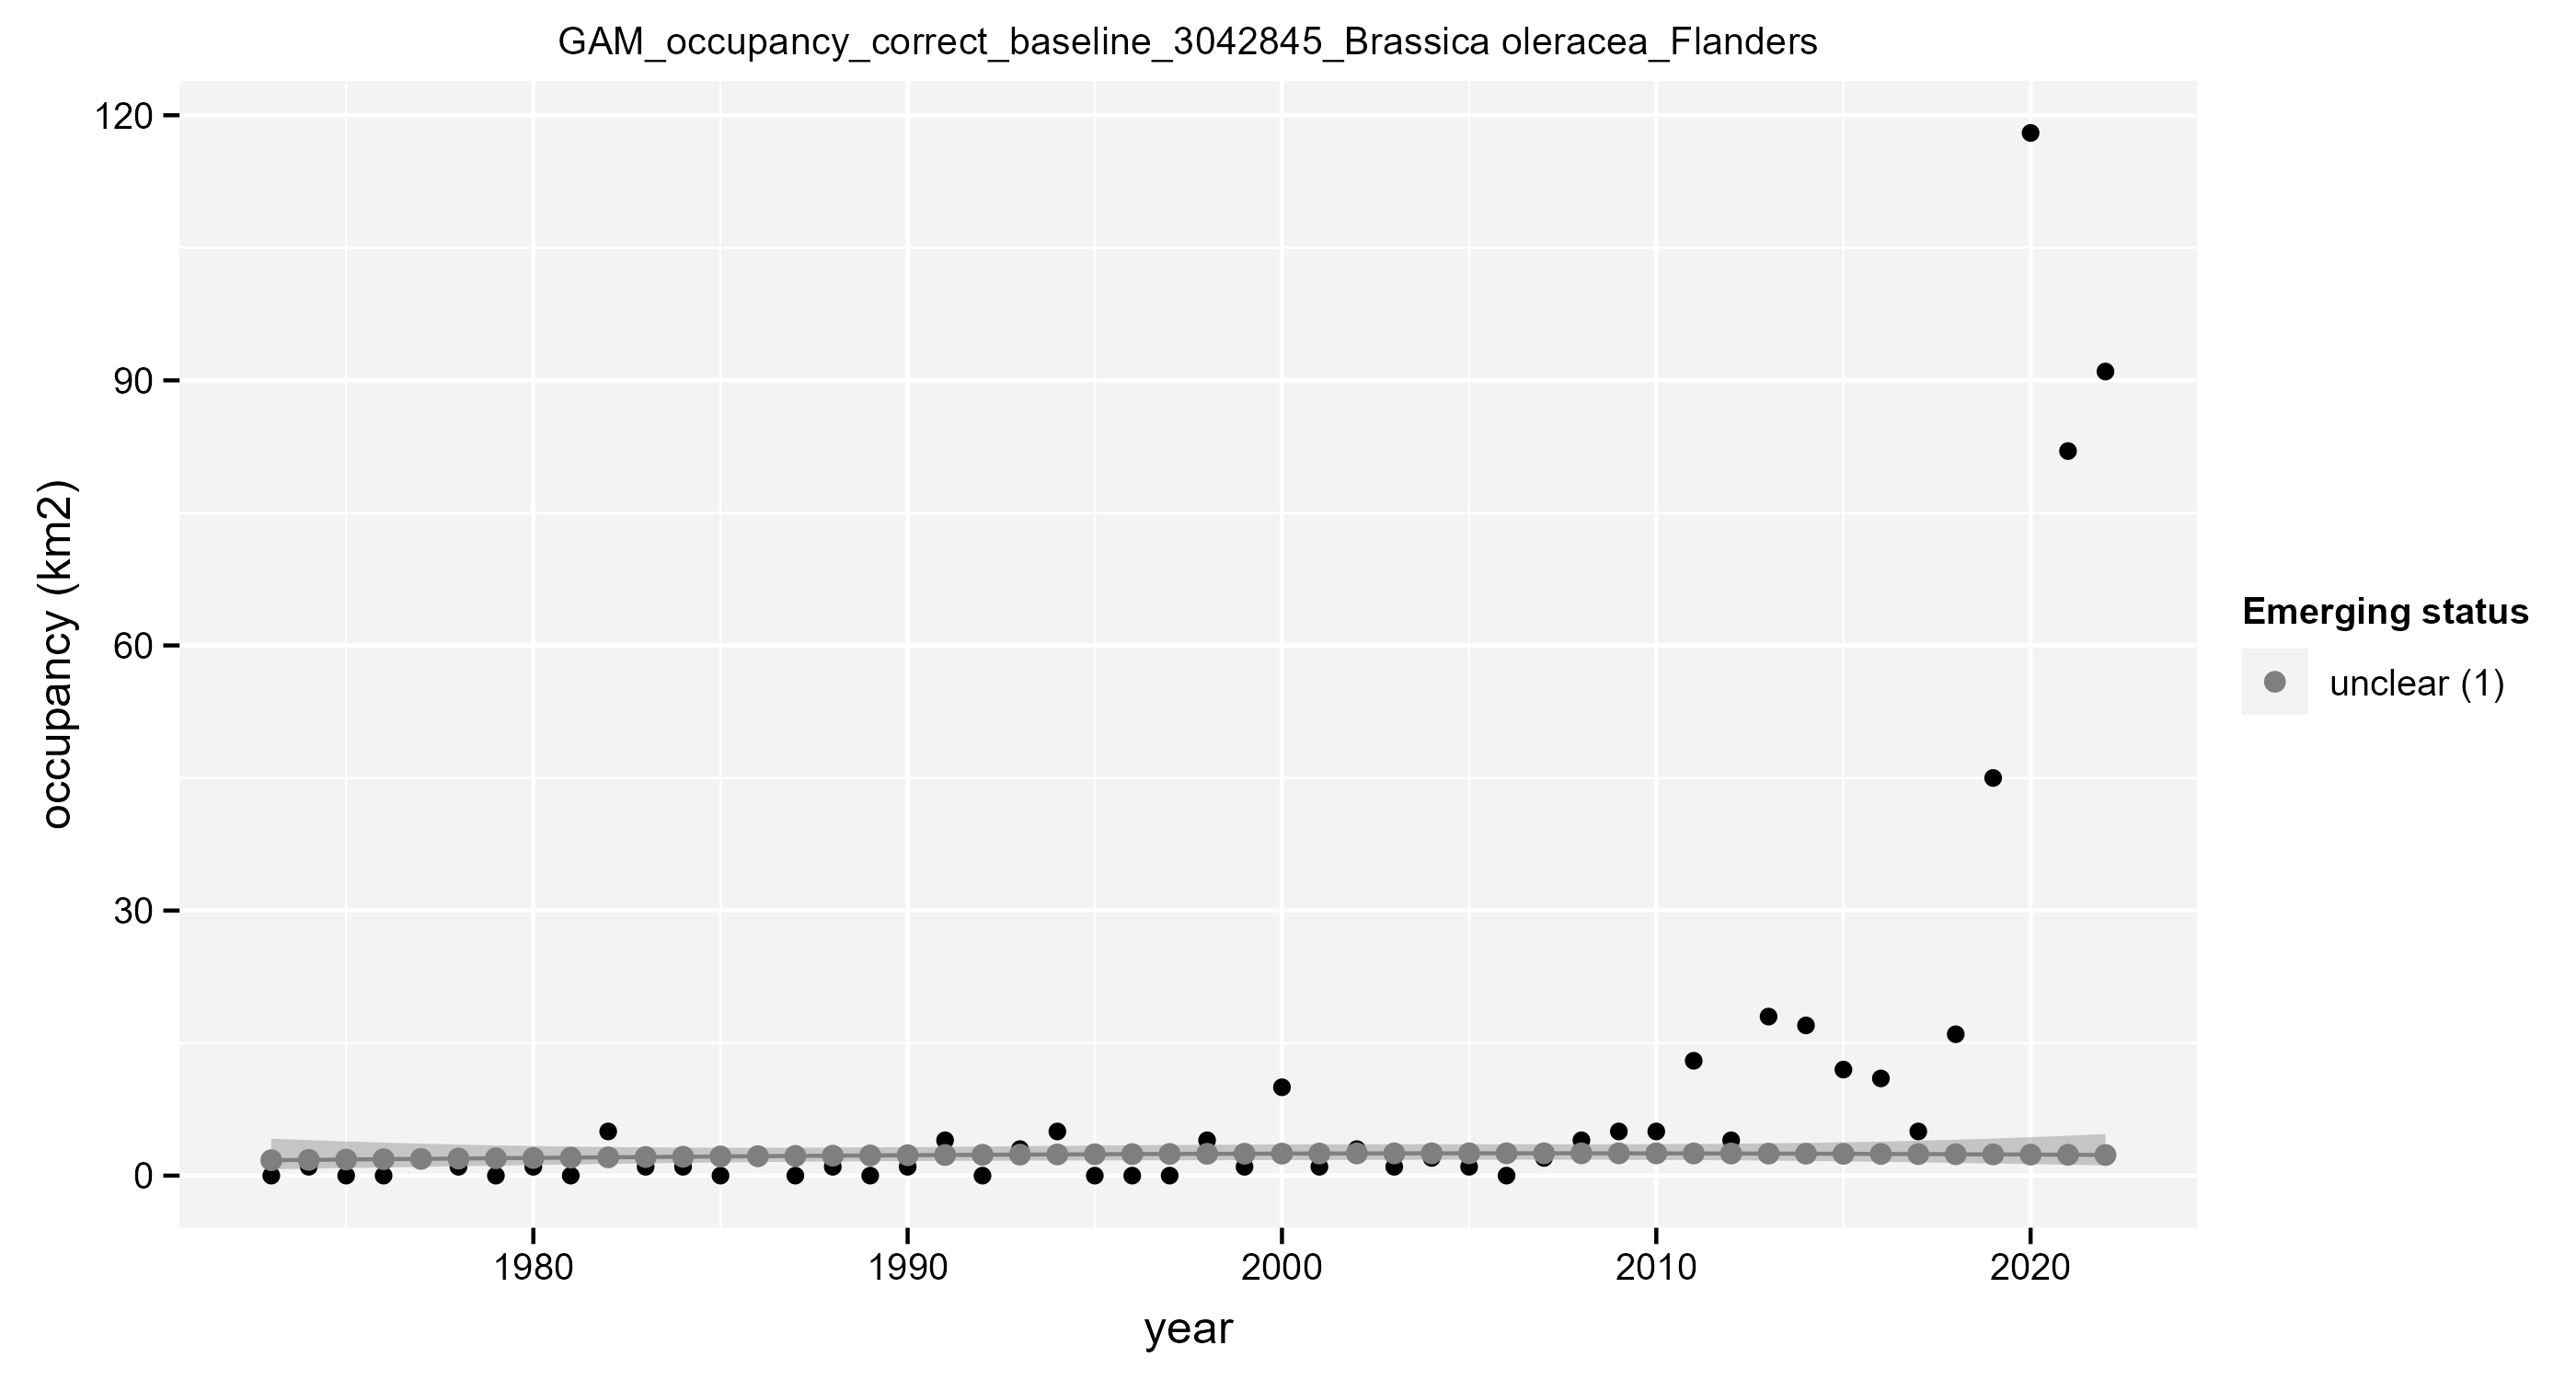 GAM_occupancy_correct_baseline_3042845_Brassica oleracea_Flanders
120
90
60
30
0
occupancy (km2)
1980
1990
2000
2010
2020
year
Emerging status
unclear (1)